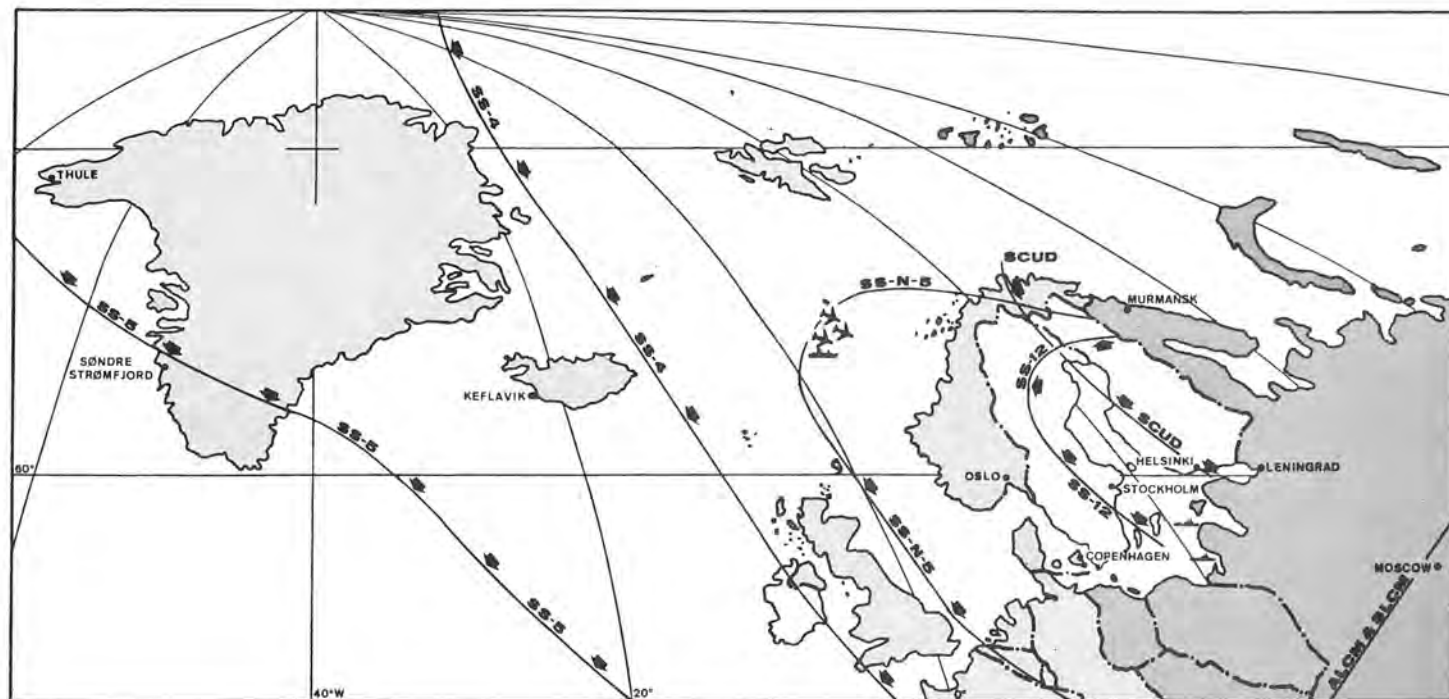 SS-4
THULE
SCUD
SS-N-5
MURMANSK
SS-5
SØNDRE
STRØMFJORD
SS-4
SS-12
KEFLAVIK
SS-5
SCUD
60°
HELSINKI
LENINGRAD
OSLO
STOCKHOLM
SS-12
SS-N-5
COPENHAGEN
MOSCOW
SS-5
ALCM & SLCM
40°W
20°